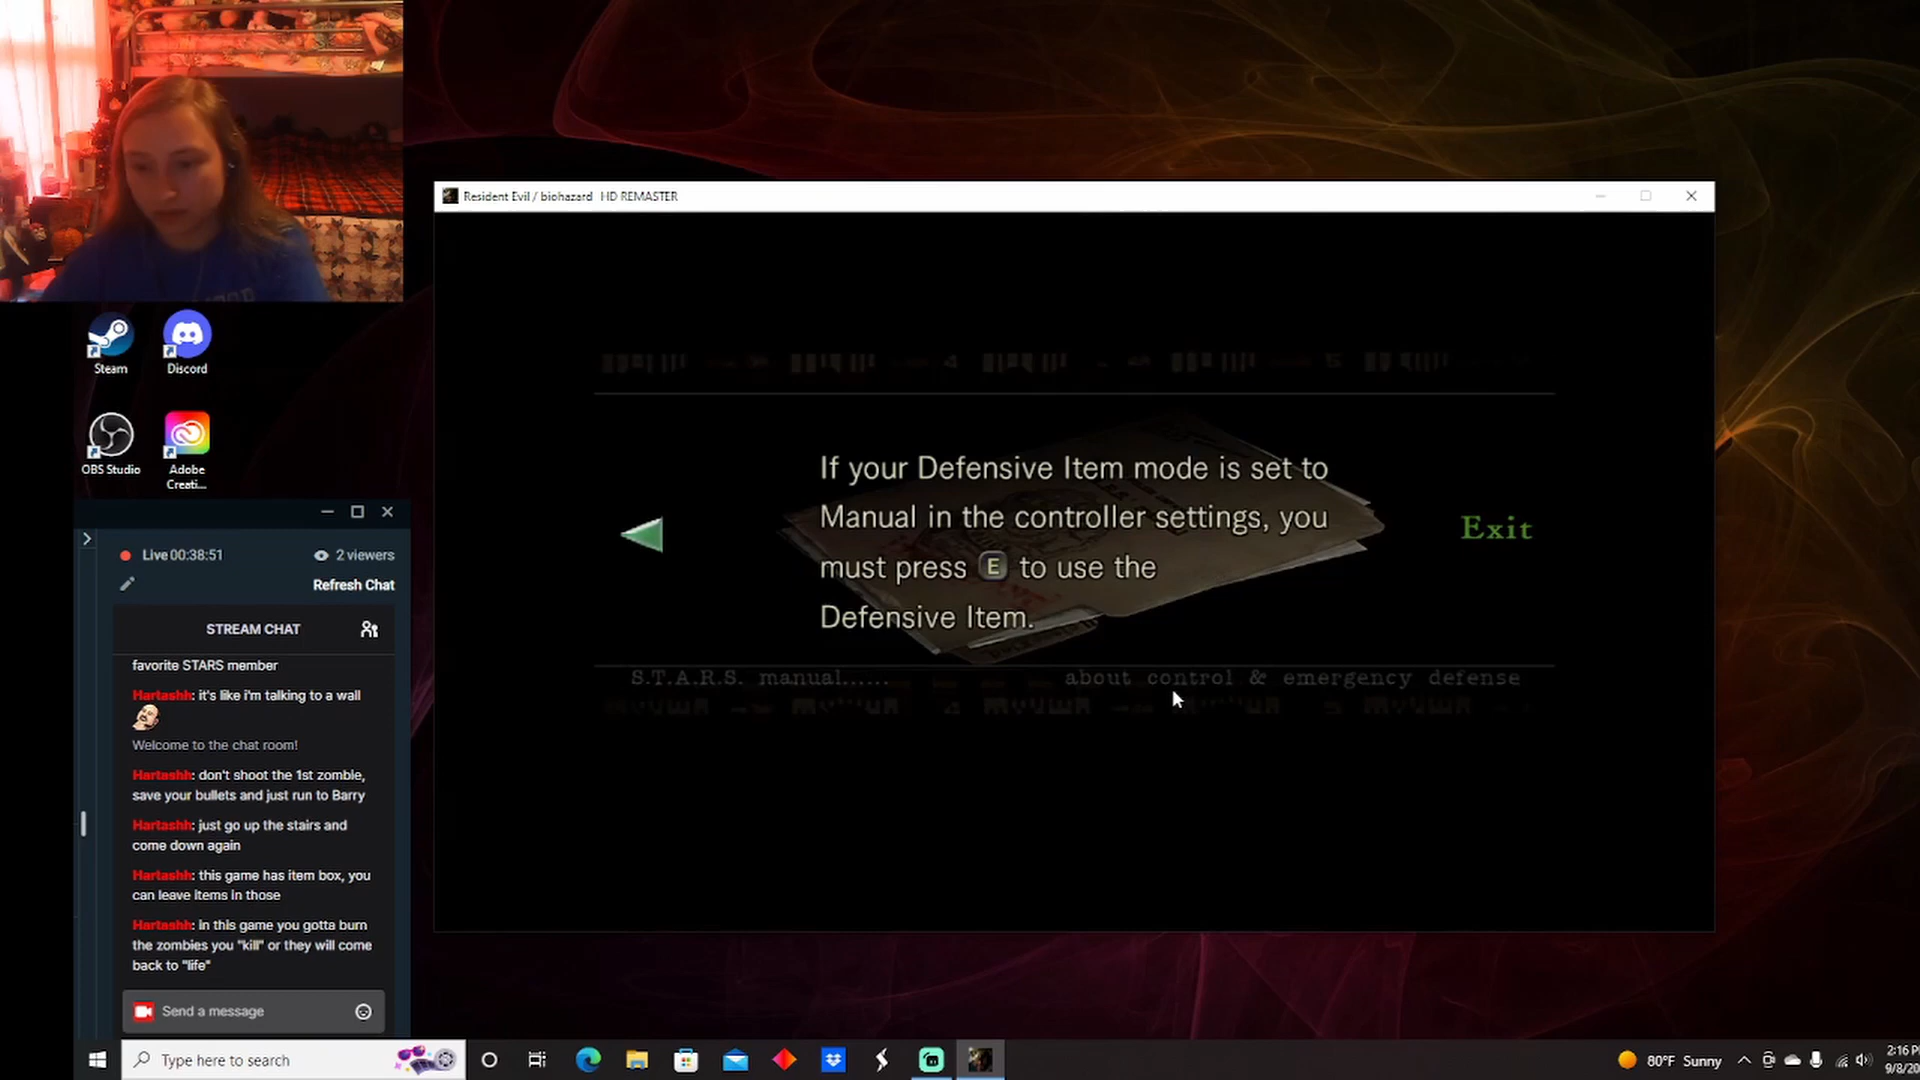 Resident Evil / biohazard HD REMASTER
Steam
Discord
OBS Studio
Adobe
Creati...
If your Defensive Item mode is set to
Manual in the controller settings, you
must press E to use the
Defensive Item.
Exit
S.T.A.R.S. manual...... about control & emergency defense
Live 00:38:51
2 viewers
Refresh Chat
STREAM CHAT
favorite STARS member
Hartashh: it's like i'm talking to a wall
Welcome to the chat room!
Hartashh: don't shoot the 1st zombie,
save your bullets and just run to Barry
Hartashh: just go up the stairs and
come down again
Hartashh: this game has item box, you
can leave items in those
Hartashh: in this game you gotta burn
the zombies you "kill" or they will come
back to "life"
Send a message
Type here to search
80°F Sunny
2:16 P
9/8/20